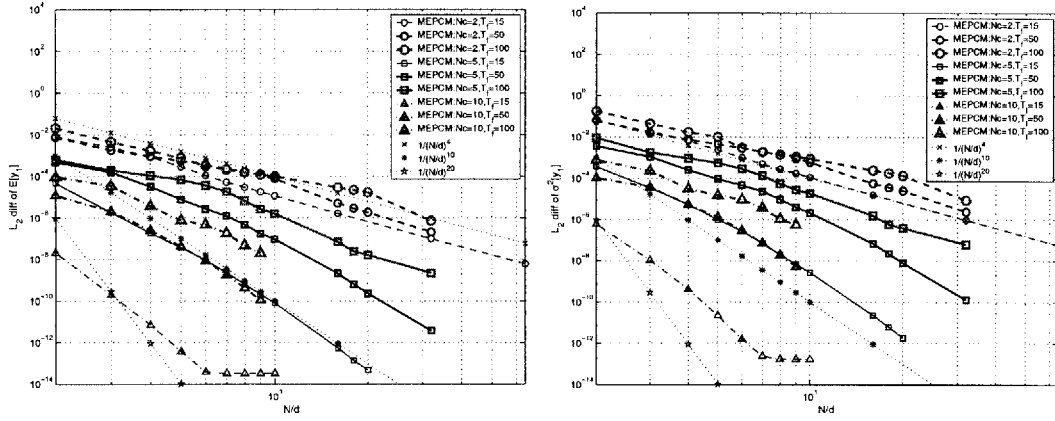 10^4
10^2
10^0
10^-2
10^-4
10^-6
10^-8
10^-10
10^-12
10^-14
L_2 diff of E[y_1]
10^1
N/d
MEPCM:Nc=2,T_f=15
MEPCM:Nc=2,T_f=50
MEPCM:Nc=2,T_f=100
MEPCM:Nc=5,T_f=15
MEPCM:Nc=5,T_f=50
MEPCM:Nc=5,T_f=100
MEPCM:Nc=10,T_f=15
MEPCM:Nc=10,T_f=50
MEPCM:Nc=10,T_f=100
1/(N/d)^4
1/(N/d)^10
1/(N/d)^20
10^4
10^2
10^0
10^-2
10^-4
10^-6
10^-8
10^-10
10^-12
10^-14
L_2 diff of σ^2[y_1]
10^1
N/d
MEPCM:Nc=2,T_f=15
MEPCM:Nc=2,T_f=50
MEPCM:Nc=2,T_f=100
MEPCM:Nc=5,T_f=15
MEPCM:Nc=5,T_f=50
MEPCM:Nc=5,T_f=100
MEPCM:Nc=10,T_f=15
MEPCM:Nc=10,T_f=50
MEPCM:Nc=10,T_f=100
1/(N/d)^4
1/(N/d)^10
1/(N/d)^20